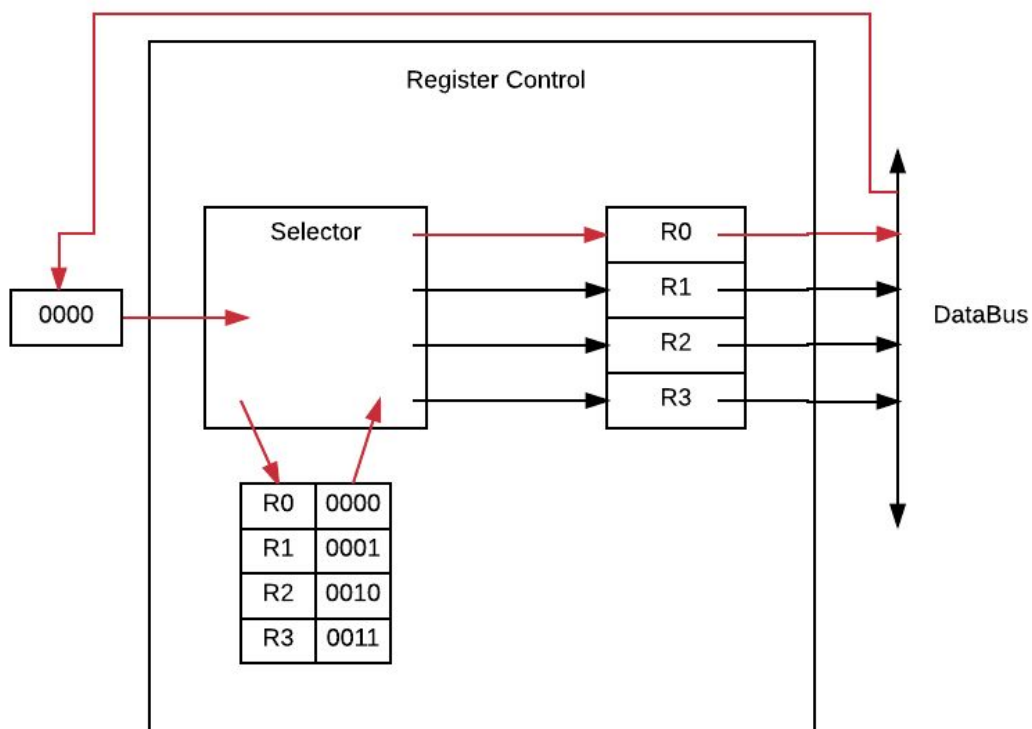 Register Control
Selector
R0
R1
R2
R3
0000
DataBus
R0 0000
R1 0001
R2 0010
R3 0011